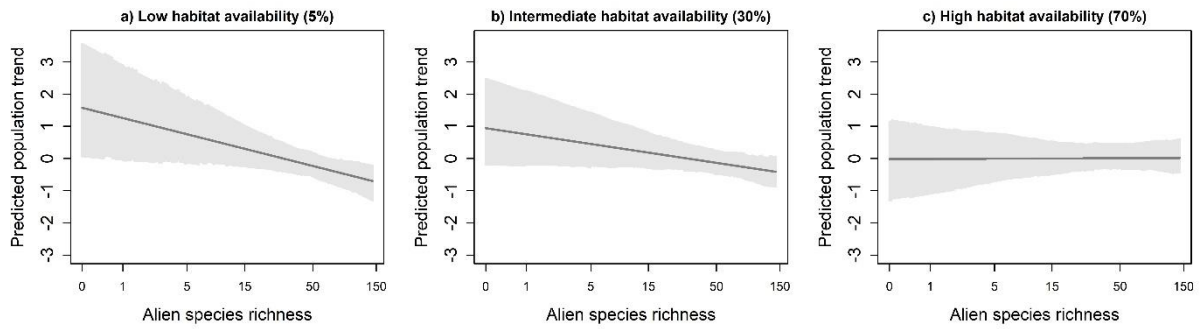 a) Low habitat availability (5%)
Predicted population trend
3
2
1
0
-1
-2
-3
0 1 5 15 50 150
Alien species richness
b) Intermediate habitat availability (30%)
Predicted population trend
3
2
1
0
-1
-2
-3
0 1 5 15 50 150
Alien species richness
c) High habitat availability (70%)
Predicted population trend
3
2
1
0
-1
-2
-3
0 1 5 15 50 150
Alien species richness